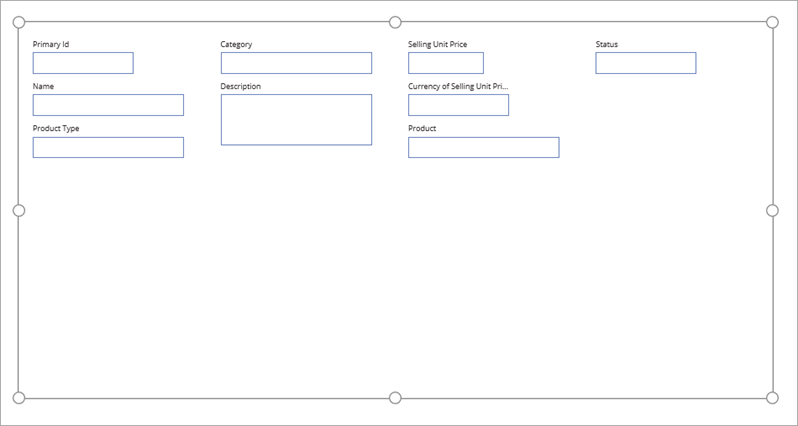 Primary Id
Category
Selling Unit Price
Status
Name
Description
Currency of Selling Unit Pri...
Product Type
Product